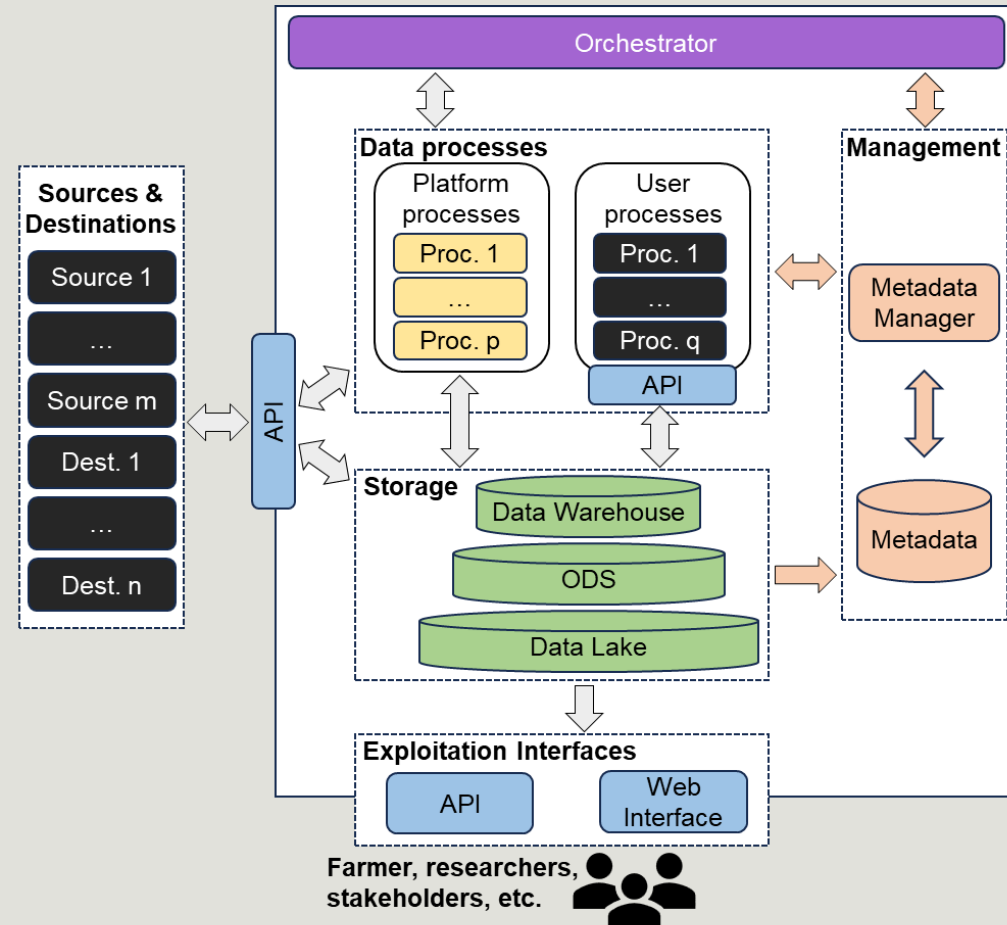 Orchestrator
Sources &
Destinations
Source 1
...
Source m
Dest. 1
...
Dest. n
API
Data processes
Platform
processes
Proc. 1
...
Proc. p
User
processes
Proc. 1
...
Proc. q
API
Management
Metadata
Manager
Metadata
Storage
Data Warehouse
ODS
Data Lake
Exploitation Interfaces
API
Web
Interface
Farmer, researchers,
stakeholders, etc.